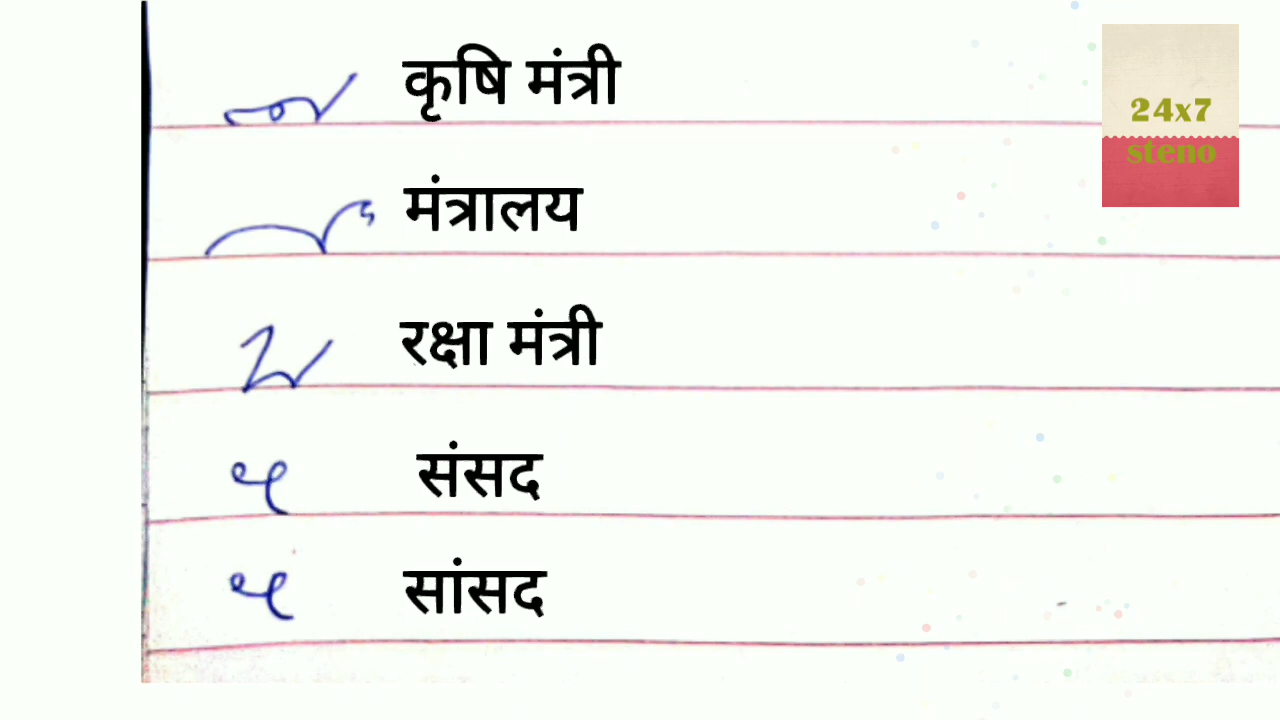 कृषि मंत्री
24x7
steno
मंत्रालय
रक्षा मंत्री
संसद
सांसद